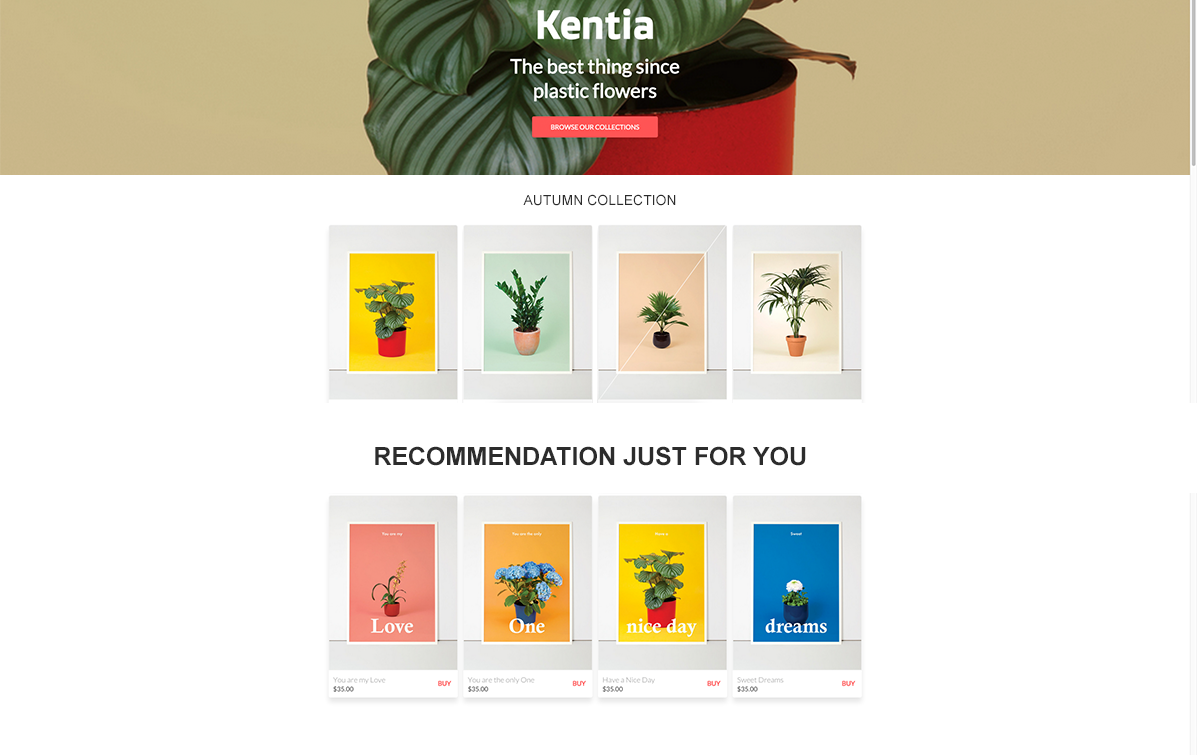 Kentia
The best thing since
plastic flowers
BROWSE OUR COLLECTIONS
AUTUMN COLLECTION
RECOMMENDATION JUST FOR YOU
You are my
Love
You are the only
One
Have a
nice day
Sweet
dreams
You are my Love
$35.00
BUY
You are the only One
$35.00
BUY
Have a Nice Day
$35.00
BUY
Sweet Dreams
$35.00
BUY